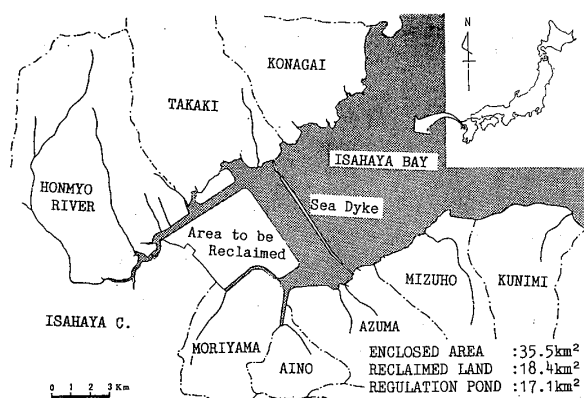 N
KONAGAI
TAKAKI
ISAHAYA BAY
HONMYO
RIVER
Sea Dyke
Area to be
Reclaimed
MIZUHO
KUNIMI
ISAHAYA C.
AZUMA
MORIYAMA
AINO
ENCLOSED AREA :35.5km²
RECLAIMED LAND :18.4km²
REGULATION POND :17.1km²
0 1 2 3 Km